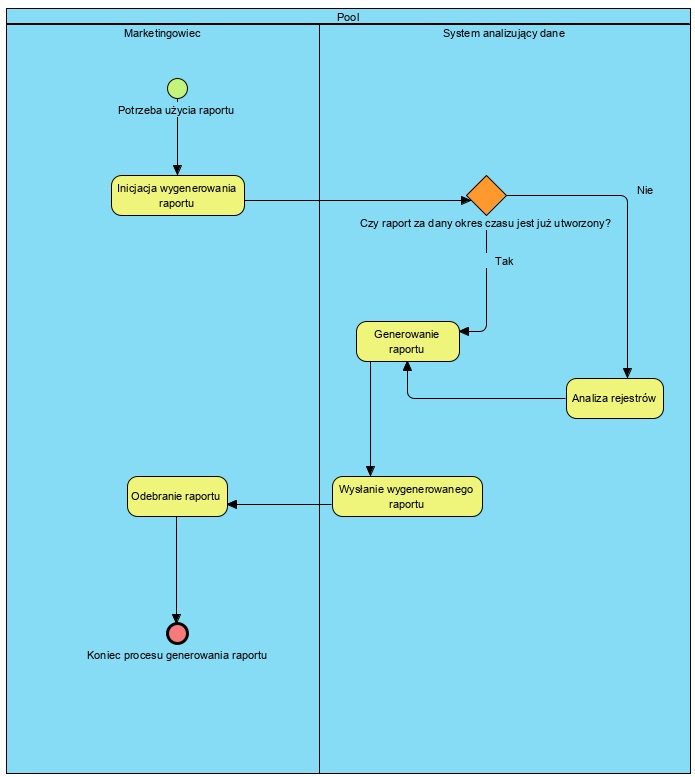 Pool
Marketingowiec
System analizujący dane
Potrzeba użycia raportu
Inicjacja wygenerowania
raportu
Nie
Czy raport za dany okres czasu jest już utworzony?
Tak
Generowanie
raportu
Analiza rejestrów
Wysłanie wygenerowanego
raportu
Odebranie raportu
Koniec procesu generowania raportu